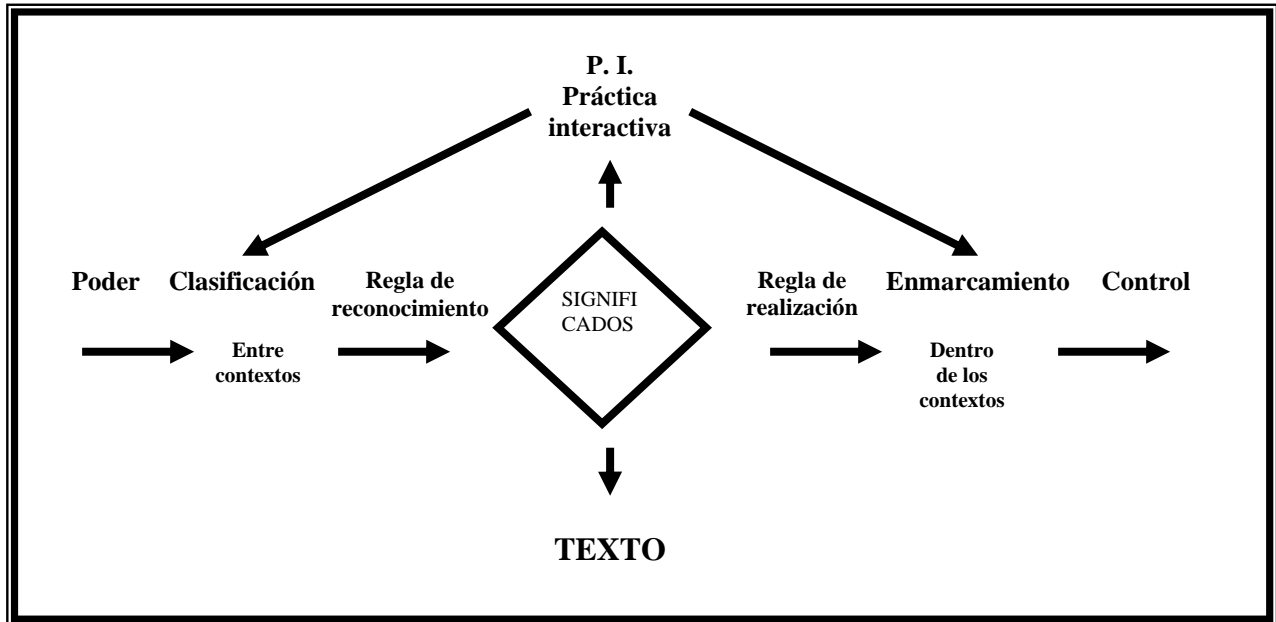 P. I.
Práctica
interactiva
Poder
Clasificación
Regla de
reconocimiento
SIGNIFI
CADOS
Regla de
realización
Enmarcamiento
Control
Entre
contextos
Dentro
de los
contextos
TEXTO